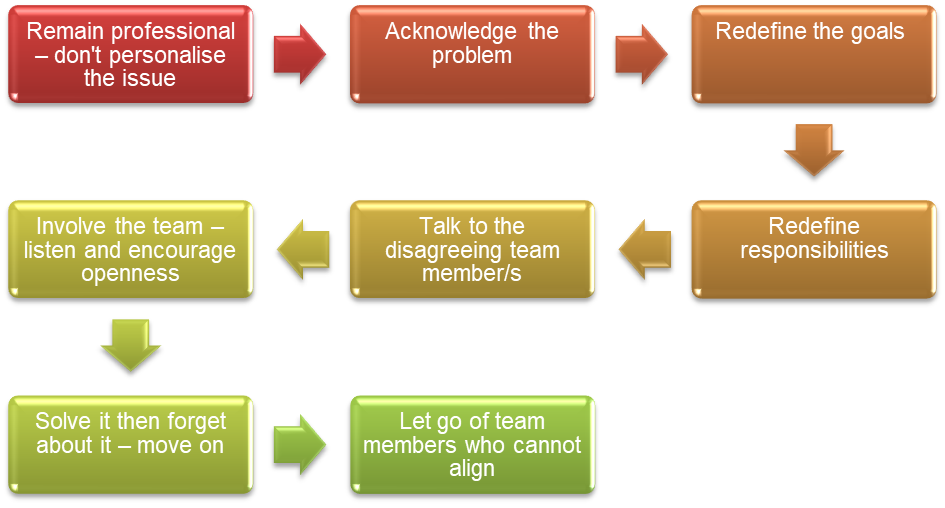 Remain professional
– don't personalise
the issue
Acknowledge the
problem
Redefine the goals
Redefine
responsibilities
Talk to the
disagreeing team
member/s
Involve the team –
listen and encourage
openness
Solve it then forget
about it – move on
Let go of team
members who cannot
align